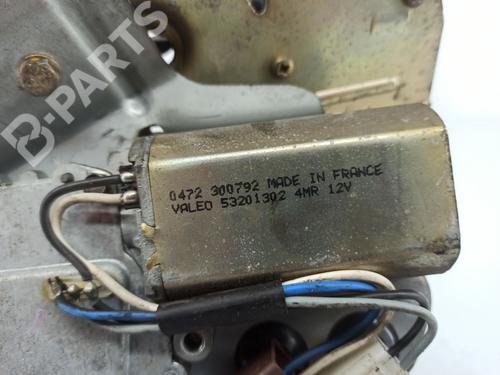 B-PARTS
0472 300792 MADE IN FRANCE
VALEO 53201302 4MR 12V